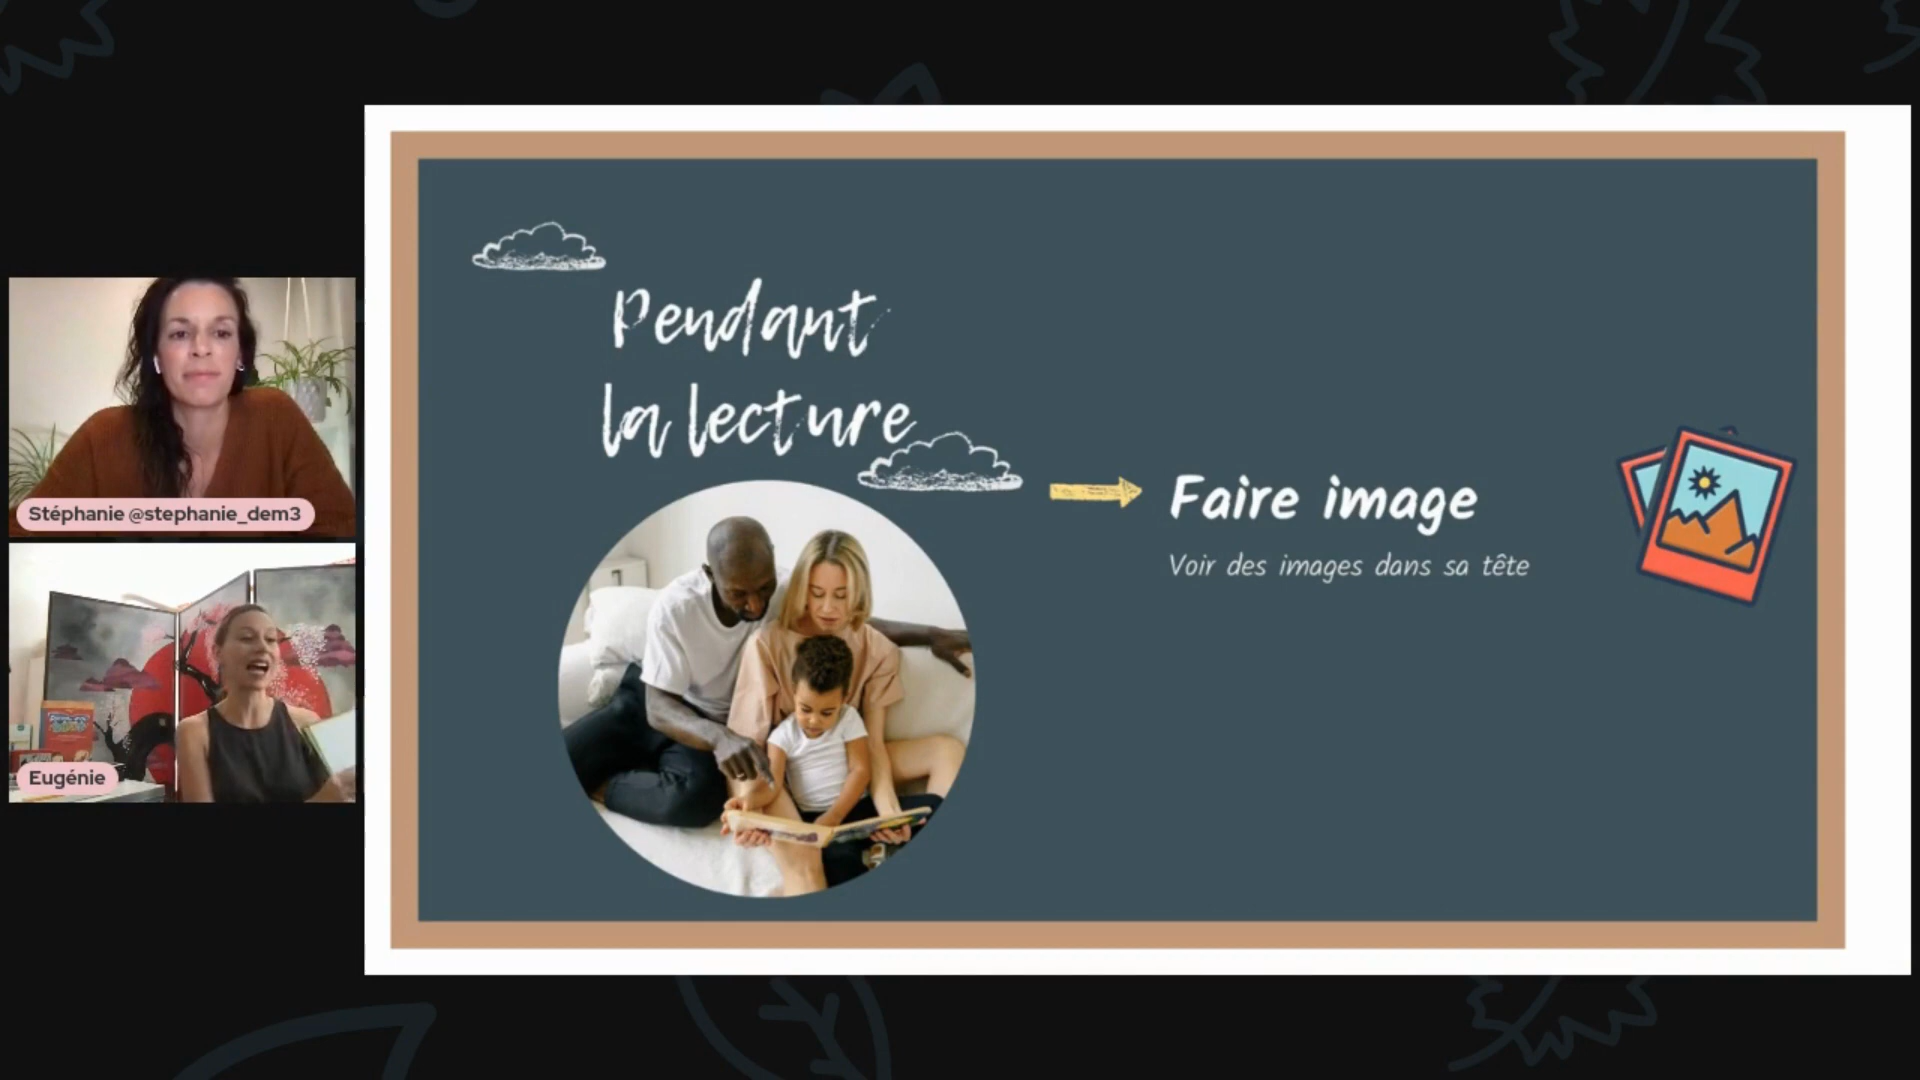 Pendant
la lecture
Faire image
Voir des images dans sa tête
Stéphanie @stephanie_dem3
Eugénie